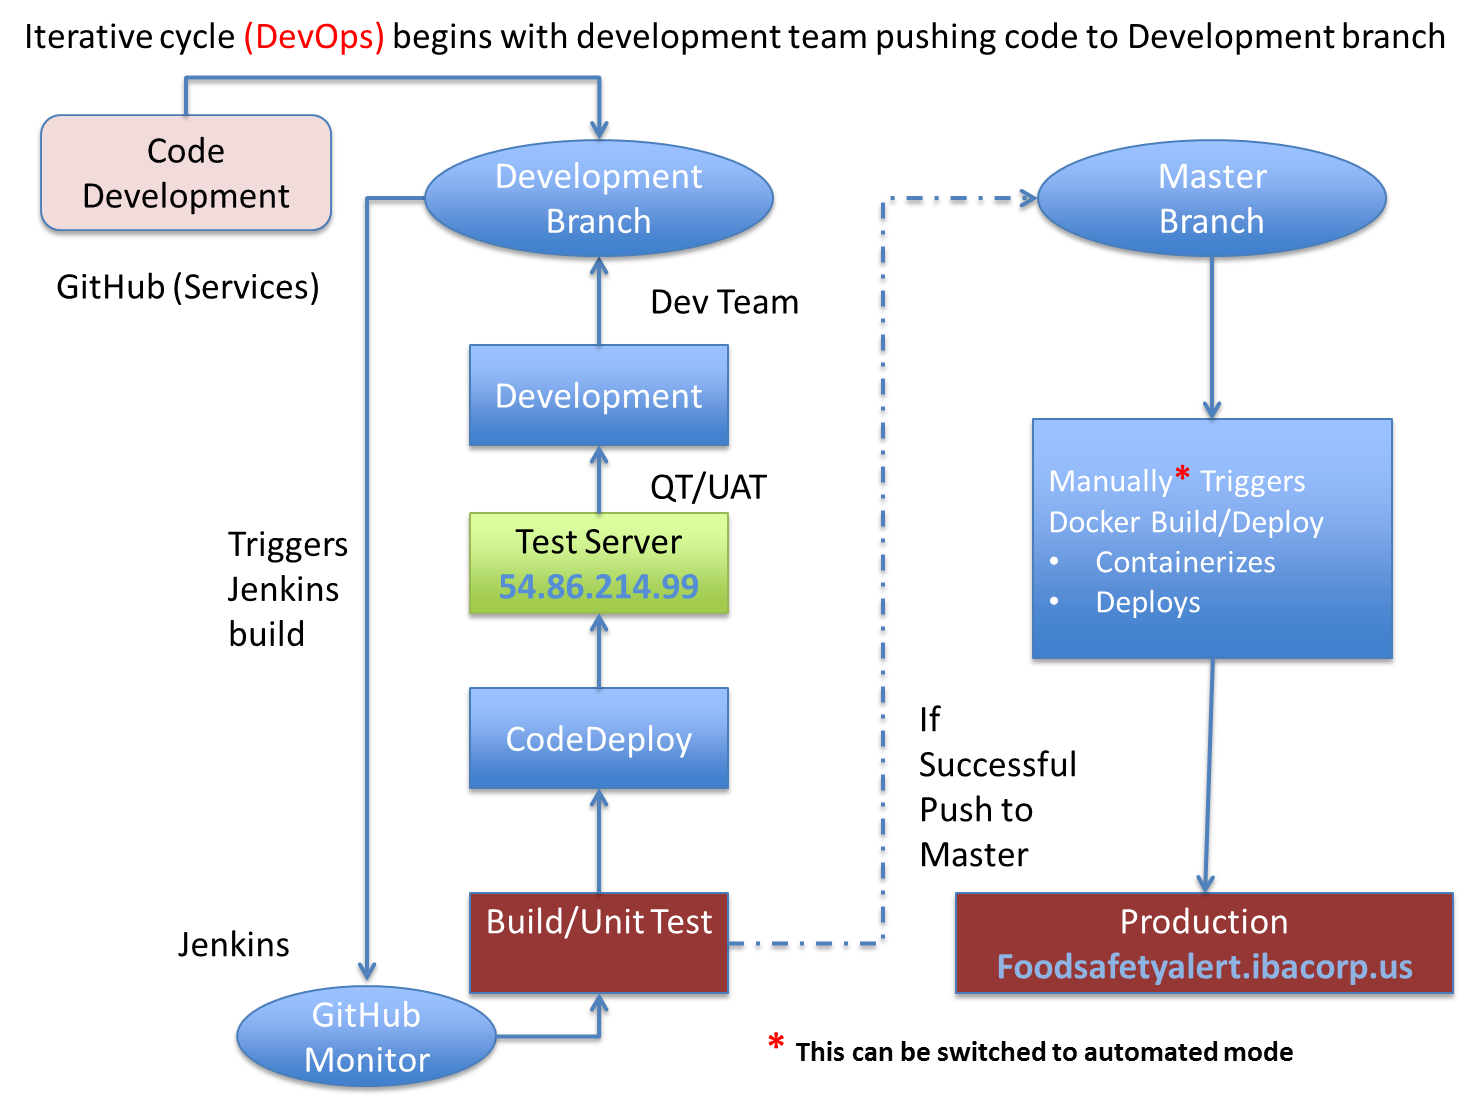 Iterative cycle (DevOps) begins with development team pushing code to Development branch
Code
Development
GitHub (Services)
Development
Branch
Master
Branch
Dev Team
Development
QT/UAT
Test Server
54.86.214.99
Triggers
Jenkins
build
CodeDeploy
Manually* Triggers
Docker Build/Deploy
• Containerizes
• Deploys
If
Successful
Push to
Master
Build/Unit Test
Jenkins
GitHub
Monitor
Production
Foodsafetyalert.ibacorp.us
* This can be switched to automated mode